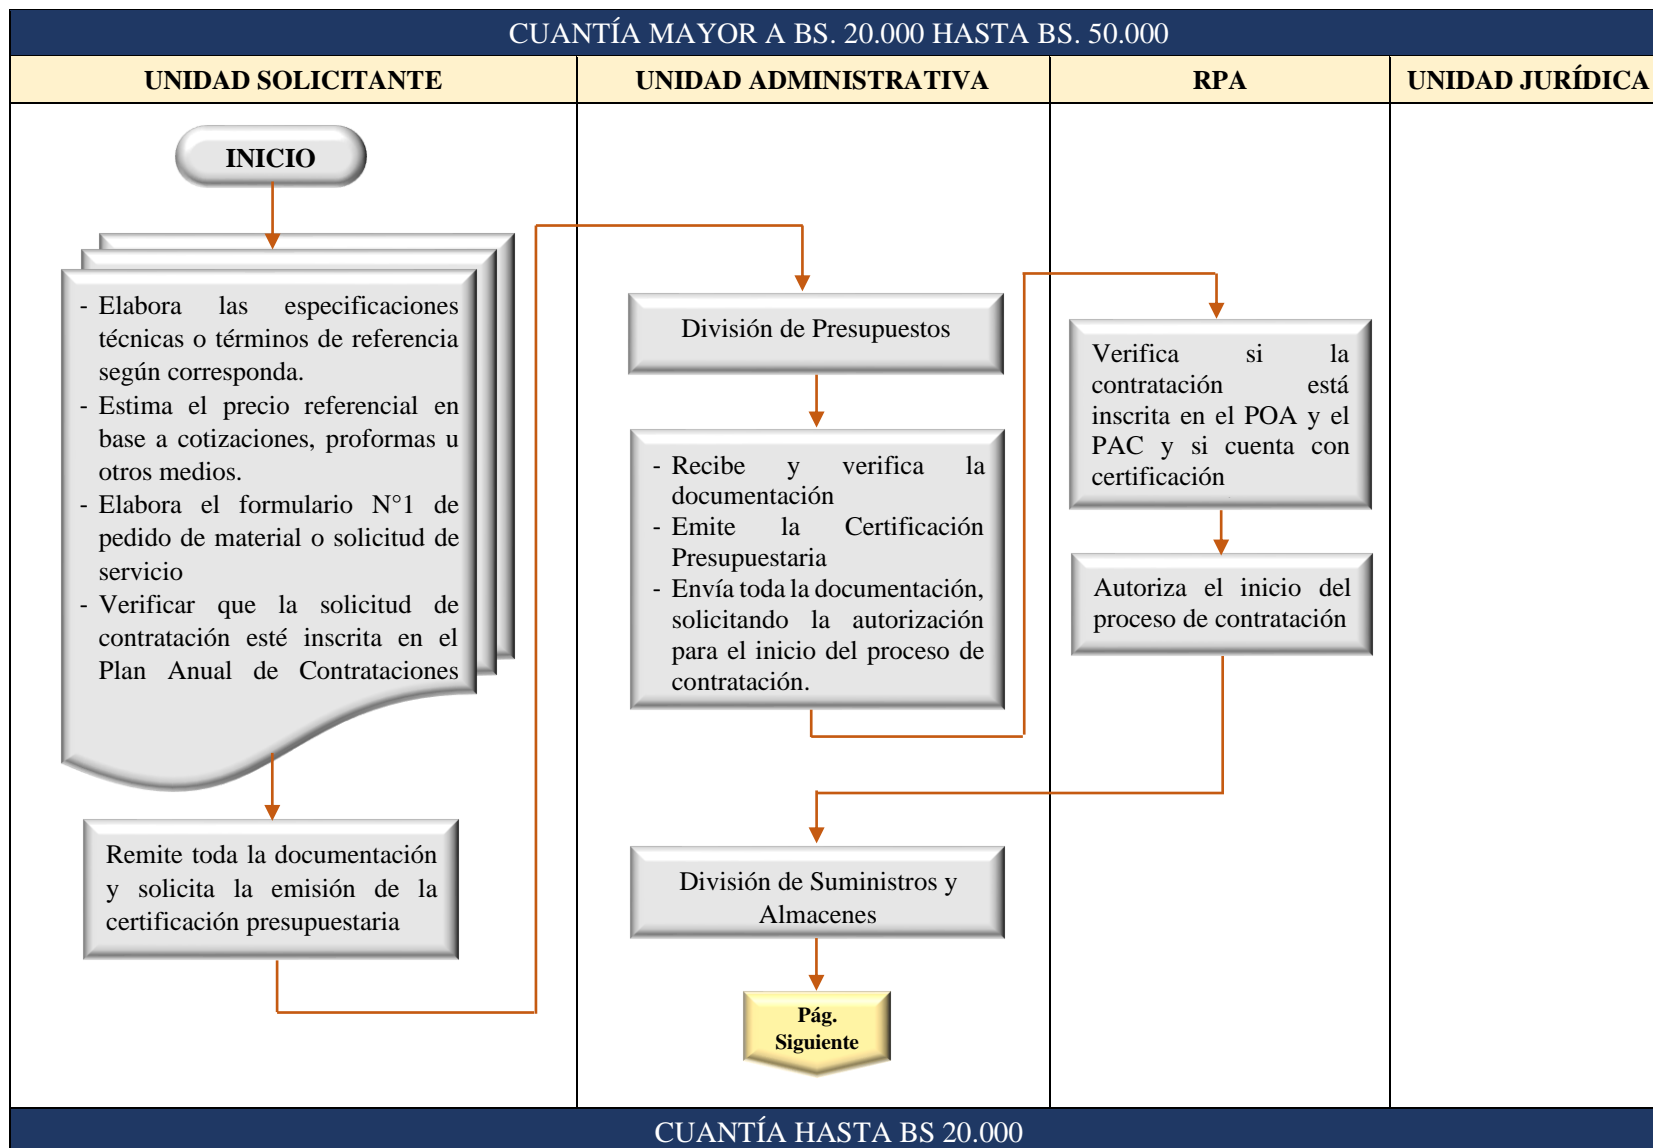 CUANTÍA MAYOR A BS. 20.000 HASTA BS. 50.000
UNIDAD SOLICITANTE
UNIDAD ADMINISTRATIVA
RPA
UNIDAD JURÍDICA
INICIO
- Elabora las especificaciones
técnicas o términos de referencia
según corresponda.
- Estima el precio referencial en
base a cotizaciones, proformas u
otros medios.
- Elabora el formulario N°1 de
pedido de material o solicitud de
servicio
- Verificar que la solicitud de
contratación esté inscrita en el
Plan Anual de Contrataciones
Remite toda la documentación
y solicita la emisión de la
certificación presupuestaria
División de Presupuestos
- Recibe y verifica la
documentación
- Emite la Certificación
Presupuestaria
- Envía toda la documentación,
solicitando la autorización
para el inicio del proceso de
contratación.
Verifica si la
contratación está
inscrita en el POA y el
PAC y si cuenta con
certificación
Autoriza el inicio del
proceso de contratación
División de Suministros y
Almacenes
Pág.
Siguiente
CUANTÍA HASTA BS 20.000